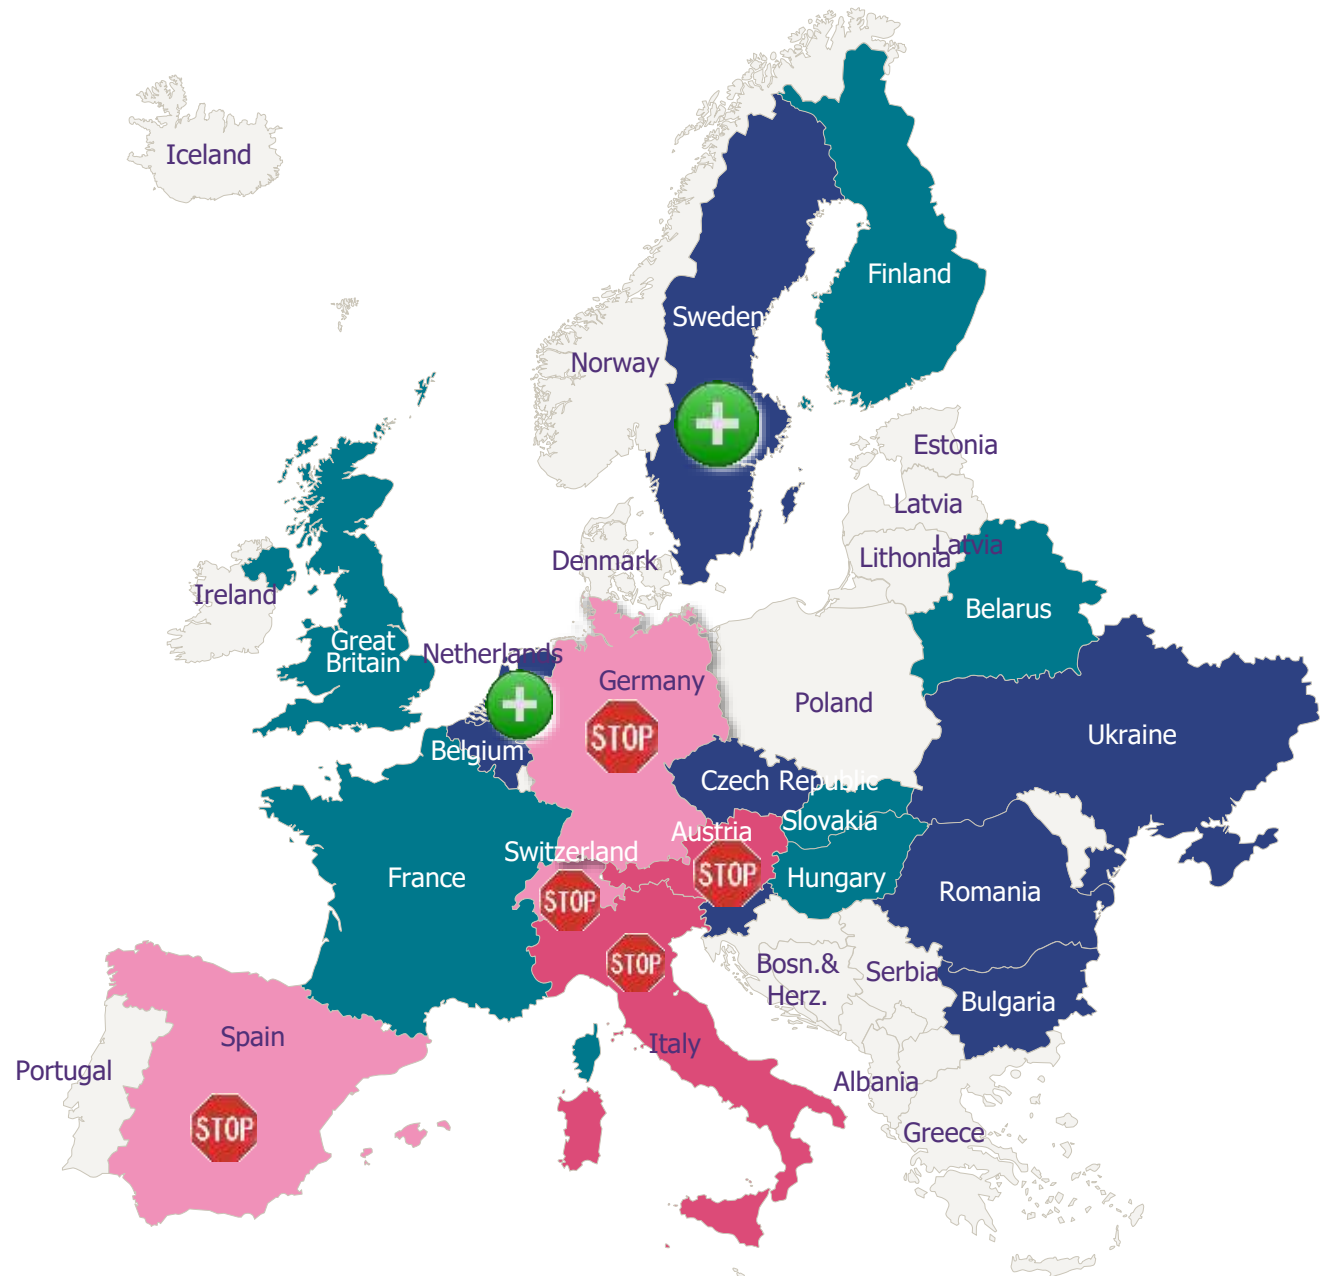 Iceland
Finland
Sweden
Norway
Estonia
Latvia
Latvia
Lithonia
Denmark
Ireland
Belarus
Great
Britain
Netherlands
Germany
Poland
STOP
Ukraine
Belgium
Czech Republic
Slovakia
Austria
Switzerland
France
STOP
Hungary
Romania
STOP
STOP
Bosn.&
Herz.
Serbia
Bulgaria
Spain
Italy
Portugal
Albania
STOP
Greece